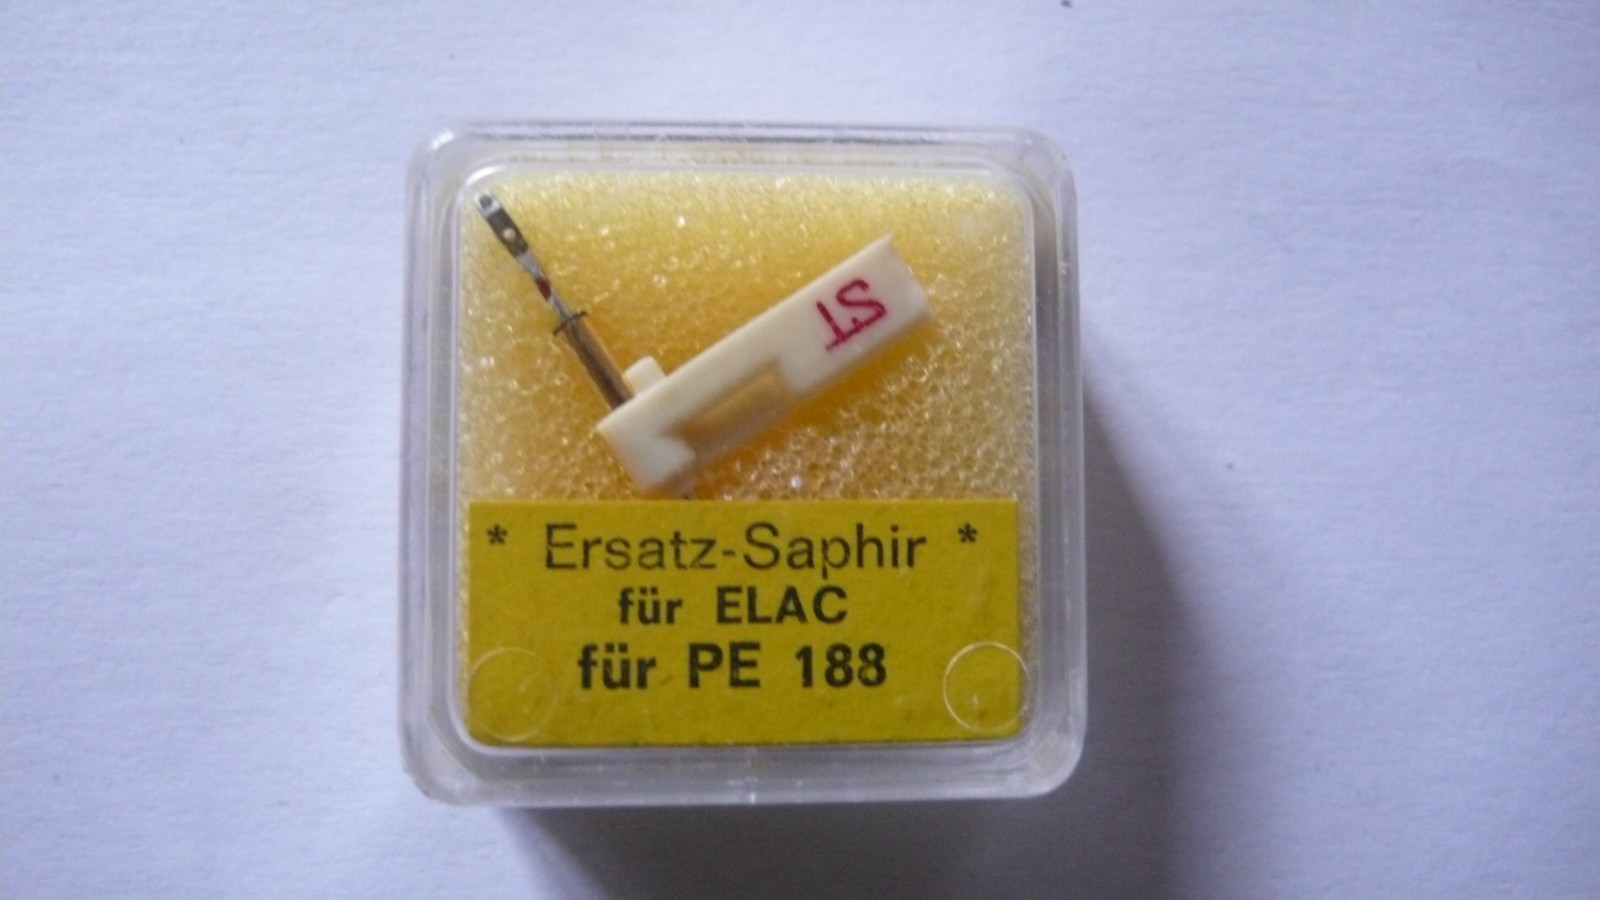 ST
* Ersatz-Saphir *
für ELAC
für PE 188